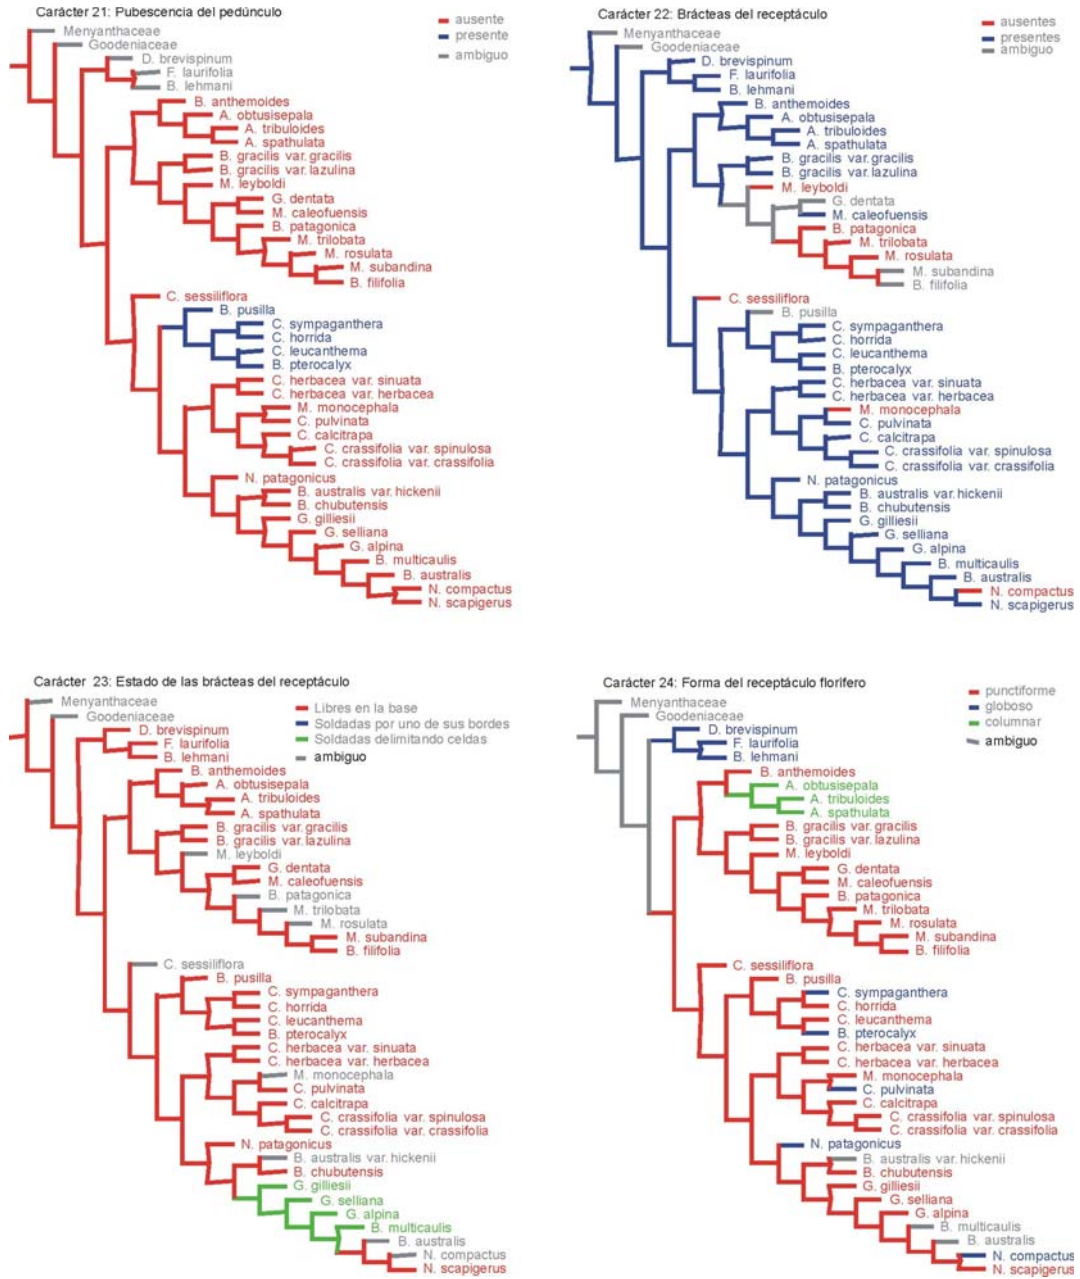 Carácter 21: Pubescencia del pedúnculo
ausente
presente
ambiguo
Menyanthaceae
Goodeniaceae
D. brevispinum
F. laurifolia
B. lehmani
B. anthemoides
A. obtusisepala
A. tribuloides
A. spathulata
B. gracilis var. gracilis
B. gracilis var. lazulina
M. leyboldi
G. dentata
M. caleofuensis
B. patagonica
M. trilobata
M. rosulata
M. subandina
B. filifolia
C. sessiliflora
B. pusilla
C. sympaganthera
C. horrida
C. leucanthema
B. pterocalyx
C. herbacea var. sinuata
C. herbacea var. herbacea
M. monocephala
C. pulvinata
C. calcitrapa
C. crassifolia var. spinulosa
C. crassifolia var. crassifolia
N. patagonicus
B. australis var. hickenii
B. chubutensis
G. gilliesii
G. selliana
G. alpina
B. multicaulis
B. australis
N. compactus
N. scapigerus
Carácter 22: Brácteas del receptáculo
ausentes
presentes
ambiguo
Menyanthaceae
Goodeniaceae
D. brevispinum
F. laurifolia
B. lehmani
B. anthemoides
A. obtusisepala
A. tribuloides
A. spathulata
B. gracilis var. gracilis
B. gracilis var. lazulina
M. leyboldi
G. dentata
M. caleofuensis
B. patagonica
M. trilobata
M. rosulata
M. subandina
B. filifolia
C. sessiliflora
B. pusilla
C. sympaganthera
C. horrida
C. leucanthema
B. pterocalyx
C. herbacea var. sinuata
C. herbacea var. herbacea
M. monocephala
C. pulvinata
C. calcitrapa
C. crassifolia var. spinulosa
C. crassifolia var. crassifolia
N. patagonicus
B. australis var. hickenii
B. chubutensis
G. gilliesii
G. selliana
G. alpina
B. multicaulis
B. australis
N. compactus
N. scapigerus
Carácter 23: Estado de las brácteas del receptáculo
Libres en la base
Soldadas por uno de sus bordes
Soldadas delimitando celdas
ambiguo
Menyanthaceae
Goodeniaceae
D. brevispinum
F. laurifolia
B. lehmani
B. anthemoides
A. obtusisepala
A. tribuloides
A. spathulata
B. gracilis var. gracilis
B. gracilis var. lazulina
M. leyboldi
G. dentata
M. caleofuensis
B. patagonica
M. trilobata
M. rosulata
M. subandina
B. filifolia
C. sessiliflora
B. pusilla
C. sympaganthera
C. horrida
C. leucanthema
B. pterocalyx
C. herbacea var. sinuata
C. herbacea var. herbacea
M. monocephala
C. pulvinata
C. calcitrapa
C. crassifolia var. spinulosa
C. crassifolia var. crassifolia
N. patagonicus
B. australis var. hickenii
B. chubutensis
G. gilliesii
G. selliana
G. alpina
B. multicaulis
B. australis
N. compactus
N. scapigerus
Carácter 24: Forma del receptáculo florífero
punctiforme
globoso
columnar
ambiguo
Menyanthaceae
Goodeniaceae
D. brevispinum
F. laurifolia
B. lehmani
B. anthemoides
A. obtusisepala
A. tribuloides
A. spathulata
B. gracilis var. gracilis
B. gracilis var. lazulina
M. leyboldi
G. dentata
M. caleofuensis
B. patagonica
M. trilobata
M. rosulata
M. subandina
B. filifolia
C. sessiliflora
B. pusilla
C. sympaganthera
C. horrida
C. leucanthema
B. pterocalyx
C. herbacea var. sinuata
C. herbacea var. herbacea
M. monocephala
C. pulvinata
C. calcitrapa
C. crassifolia var. spinulosa
C. crassifolia var. crassifolia
N. patagonicus
B. australis var. hickenii
B. chubutensis
G. gilliesii
G. selliana
G. alpina
B. multicaulis
B. australis
N. compactus
N. scapigerus